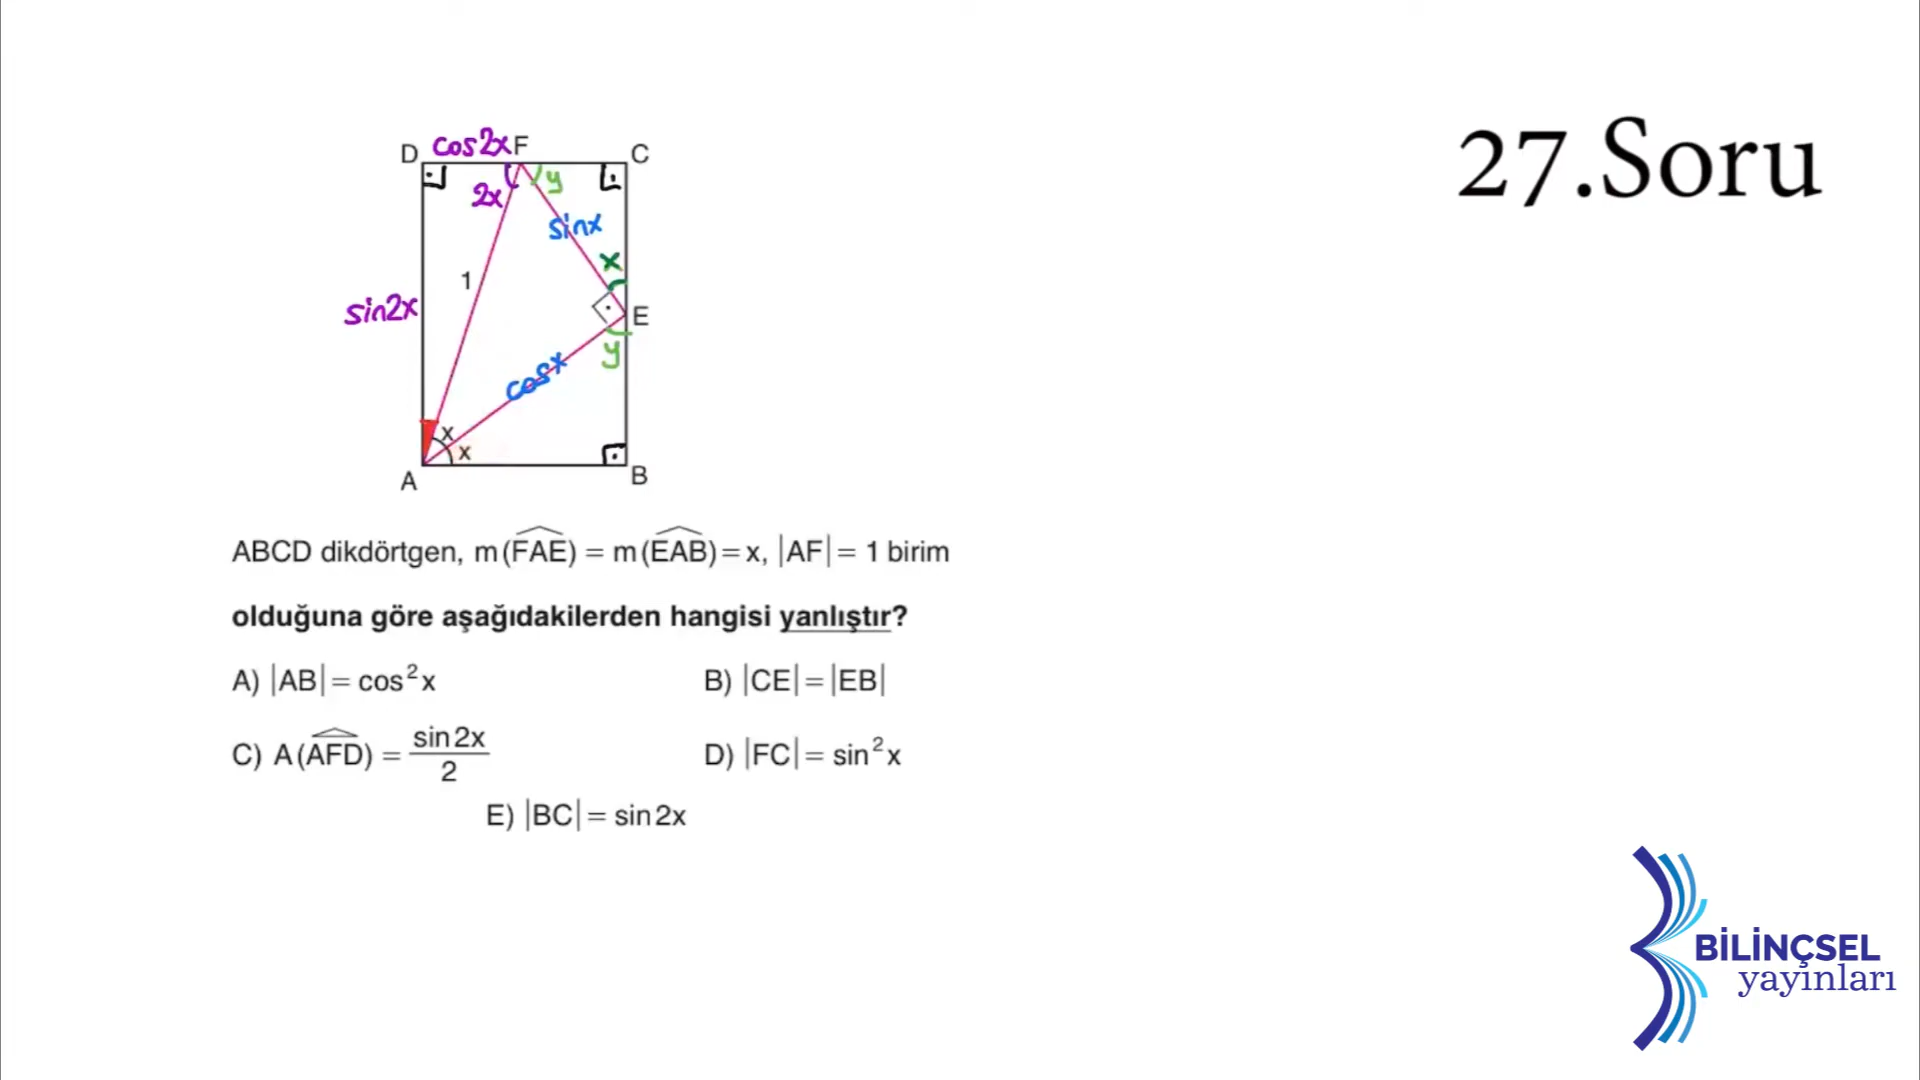 27.Soru
D cos2x F C
2x y
sinx
x
1
sin2x
E
y
cosx
x
x
A B
ABCD dikdörtgen, m(FAE) = m(EAB) = x, |AF| = 1 birim
olduğuna göre aşağıdakilerden hangisi yanlıştır?
A) |AB| = cos²x B) |CE| = |EB|
C) A(AFD) = sin2x / 2 D) |FC| = sin²x
E) |BC| = sin2x
BİLİNÇSEL
yayınları